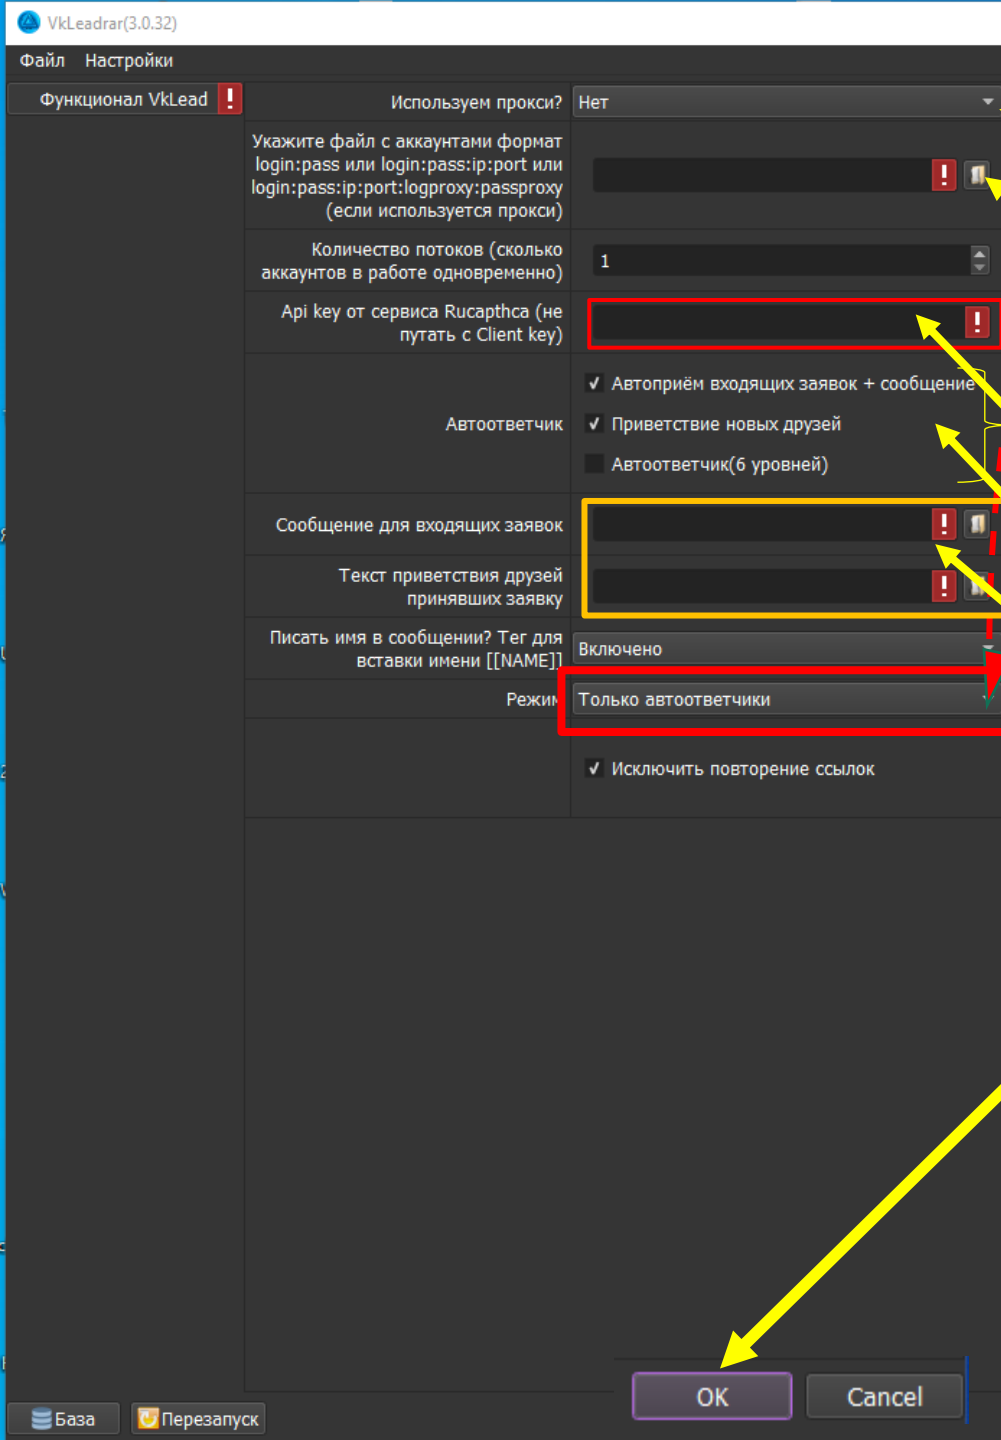 VkLeadrar(3.0.32)
Файл Настройки
Функционал VkLead
Используем прокси? Нет
Укажите файл с аккаунтами формат
login:pass или login:pass:ip:port или
login:pass:ip:port:logproxy:passproxy
(если используется прокси)
Количество потоков (сколько
аккаунтов в работе одновременно)
1
Api key от сервиса Rucapthca (не
путать с Client key)
Автоответчик
Автоприём входящих заявок + сообщение
Приветствие новых друзей
Автоответчик(6 уровней)
Сообщение для входящих заявок
Текст приветствия друзей
принявших заявку
Писать имя в сообщении? Тег для
вставки имени [[NAME]]
Включено
Режим Только автоответчики
Исключить повторение ссылок
OK Cancel
База Перезапуск